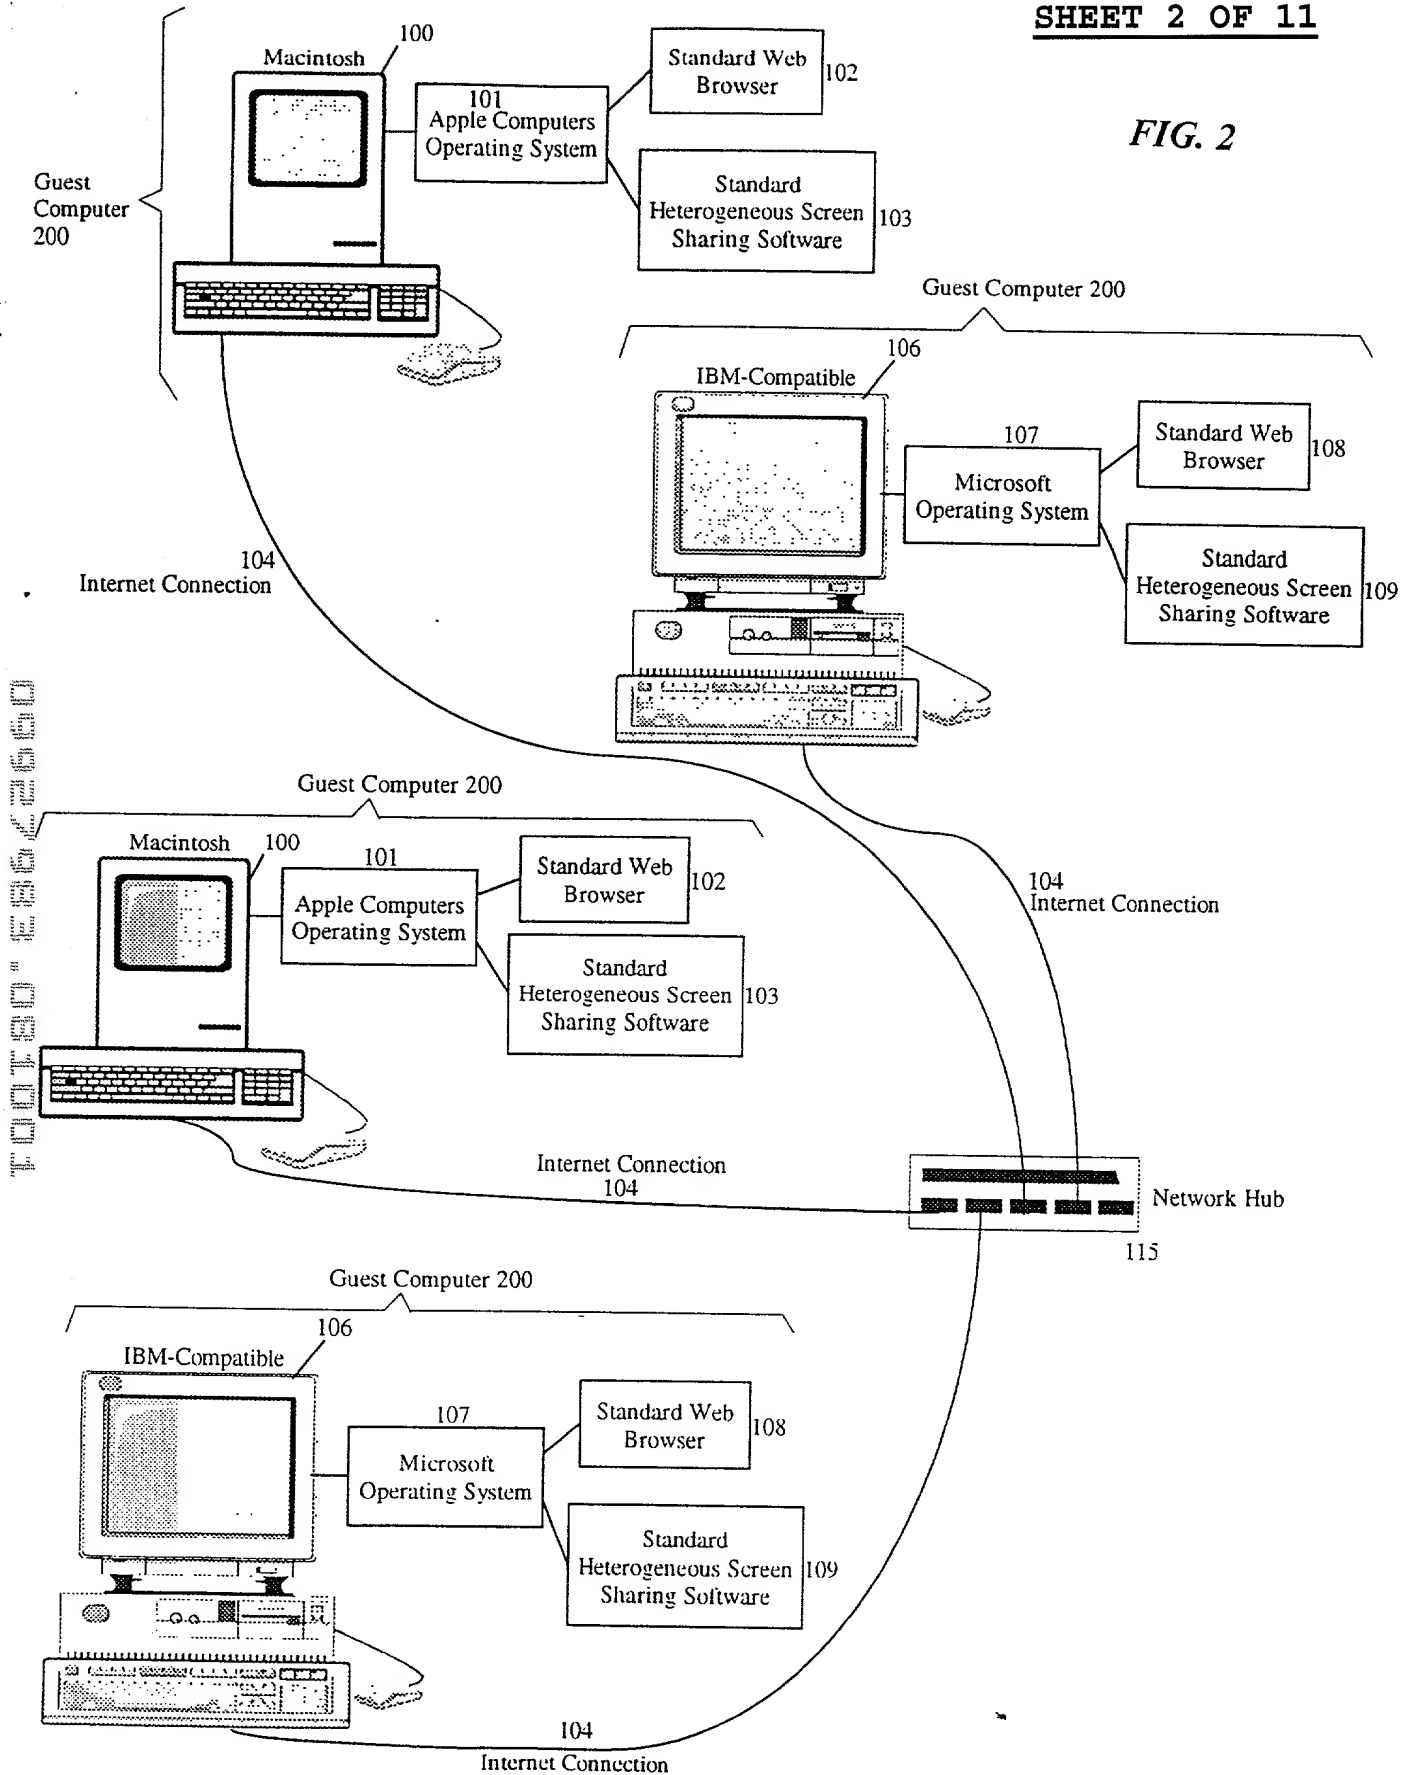 SHEET 2 OF 11
FIG. 2
Guest
Computer
200
Macintosh
100
101
Apple Computers
Operating System
Standard Web
Browser
102
Standard
Heterogeneous Screen
Sharing Software
103
104
Internet Connection
Guest Computer 200
IBM-Compatible
106
107
Microsoft
Operating System
Standard Web
Browser
108
Standard
Heterogeneous Screen
Sharing Software
109
104
Internet Connection
Guest Computer 200
Macintosh
100
101
Apple Computers
Operating System
Standard Web
Browser
102
Standard
Heterogeneous Screen
Sharing Software
103
Internet Connection
104
Network Hub
115
Guest Computer 200
IBM-Compatible
106
107
Microsoft
Operating System
Standard Web
Browser
108
Standard
Heterogeneous Screen
Sharing Software
109
104
Internet Connection